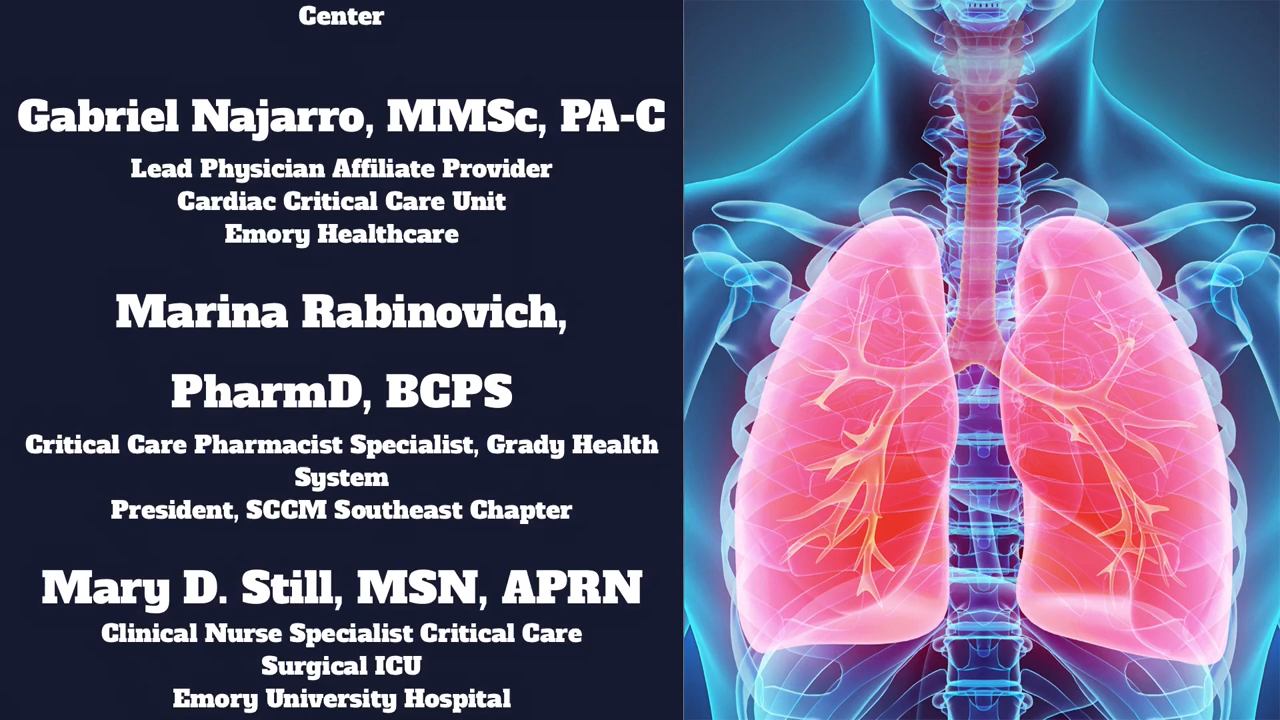 Center
Gabriel Najarro, MMSc, PA-C
Lead Physician Affiliate Provider
Cardiac Critical Care Unit
Emory Healthcare
Marina Rabinovich,
PharmD, BCPS
Critical Care Pharmacist Specialist, Grady Health
System
President, SCCM Southeast Chapter
Mary D. Still, MSN, APRN
Clinical Nurse Specialist Critical Care
Surgical ICU
Emory University Hospital